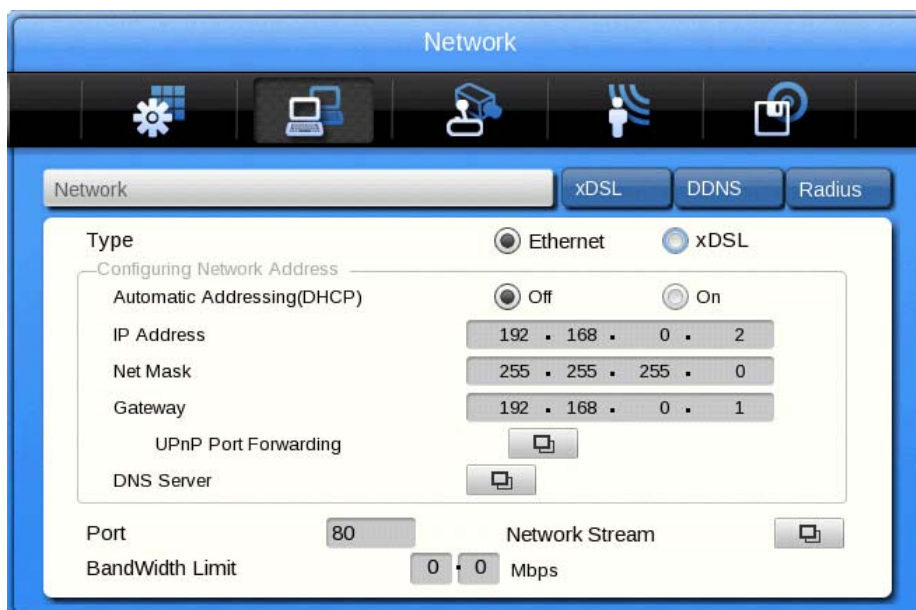 Network
Network xDSL DDNS Radius
Type Ethernet xDSL
Configuring Network Address
Automatic Addressing(DHCP) Off On
IP Address 192 . 168 . 0 . 2
Net Mask 255 . 255 . 255 . 0
Gateway 192 . 168 . 0 . 1
UPnP Port Forwarding
DNS Server
Port 80 Network Stream
BandWidth Limit 0 . 0 Mbps